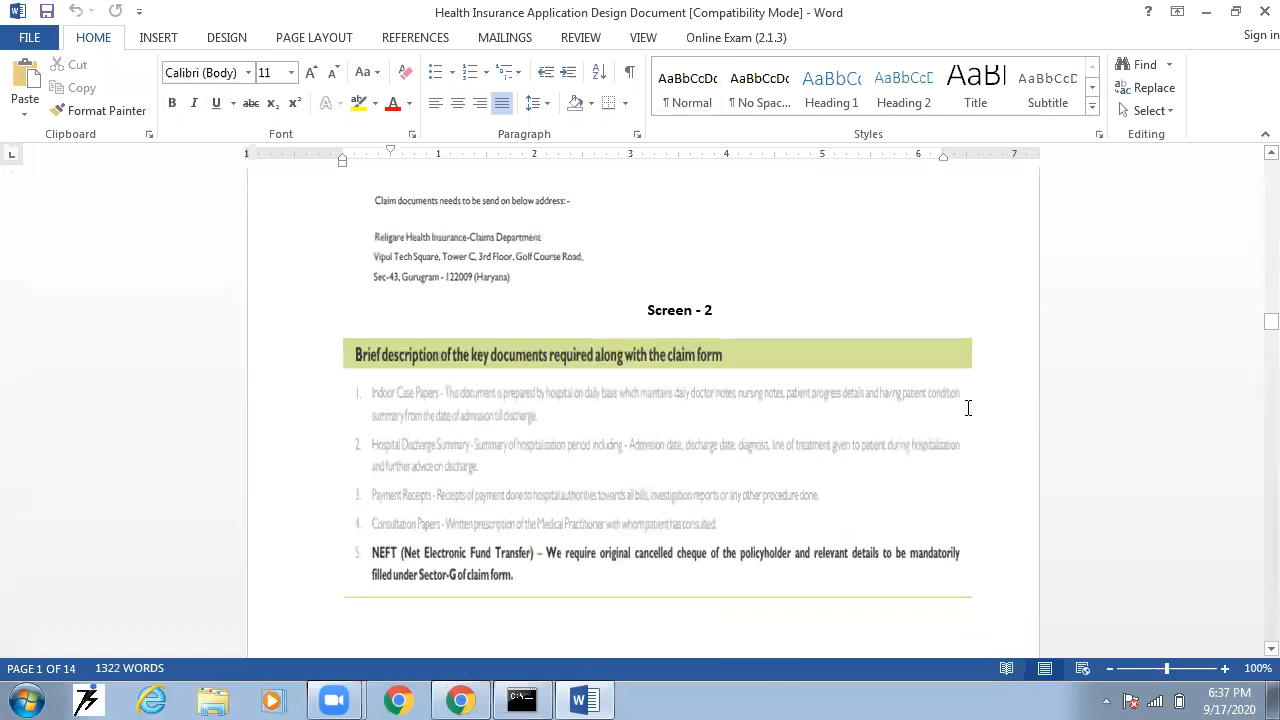 Health Insurance Application Design Document [Compatibility Mode] - Word
?
FILE HOME INSERT DESIGN PAGE LAYOUT REFERENCES MAILINGS REVIEW VIEW Online Exam (2.1.3) Sign in
Paste
Cut
Copy
Format Painter
Clipboard
Calibri (Body) 11
Font
Paragraph
AaBbCcDc AaBbCcDc AaBbCc AaBbCcD AaBl AaBbCcD
¶ Normal ¶ No Spac... Heading 1 Heading 2 Title Subtitle
Styles
Find
Replace
Select
Editing
1 1 2 3 4 5 6 7
Claim documents needs to be send on below address: -
Religare Health Insurance-Claims Department
Vipul Tech Square, Tower C, 3rd Floor, Golf Course Road,
Sec-43, Gurugram - 122009 (Haryana)
Screen - 2
Brief description of the key documents required along with the claim form
1. Indoor Case Papers - This document is prepared by hospital on daily basis which maintains daily doctor notes, nursing notes, patient progress details and having patient condition
summary from the date of admission till discharge.
2. Hospital Discharge Summary - Summary of hospitalization period including - Admission date, discharge date, diagnosis, line of treatment given to patient during hospitalization
and further advice on discharge.
3. Payment Receipts - Receipts of payment done to hospital authorities towards all bills, investigation reports or any other procedure done.
4. Consultation Papers - Written prescription of the Medical Practitioner with whom patient has consulted.
5. NEFT (Net Electronic Fund Transfer) – We require original cancelled cheque of the policyholder and relevant details to be mandatorily
filled under Sector-G of claim form.
PAGE 1 OF 14 1322 WORDS 100%
6:37 PM
9/17/2020